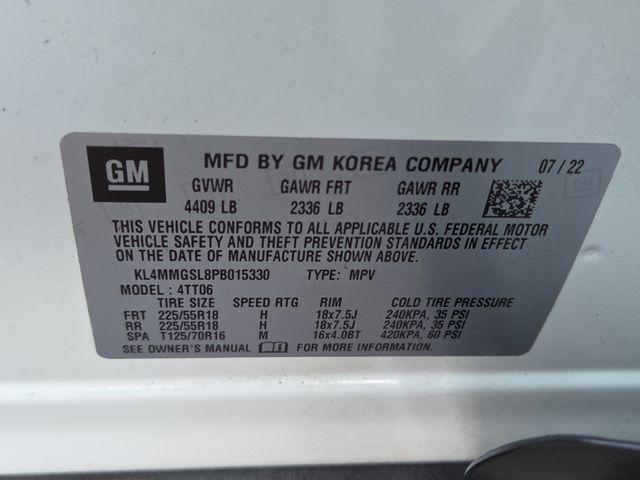 GM MFD BY GM KOREA COMPANY 07/22
GVWR GAWR FRT GAWR RR
4409 LB 2336 LB 2336 LB
THIS VEHICLE CONFORMS TO ALL APPLICABLE U.S. FEDERAL MOTOR
VEHICLE SAFETY AND THEFT PREVENTION STANDARDS IN EFFECT
ON THE DATE OF MANUFACTURE SHOWN ABOVE.
KL4MMGSL8PB015330 TYPE: MPV
MODEL : 4TT06
TIRE SIZE SPEED RTG RIM COLD TIRE PRESSURE
FRT 225/55R18 H 18x7.5J 240KPA, 35 PSI
RR 225/55R18 H 18x7.5J 240KPA, 35 PSI
SPA T125/70R16 M 16x4.0BT 420KPA, 60 PSI
SEE OWNER'S MANUAL FOR MORE INFORMATION.